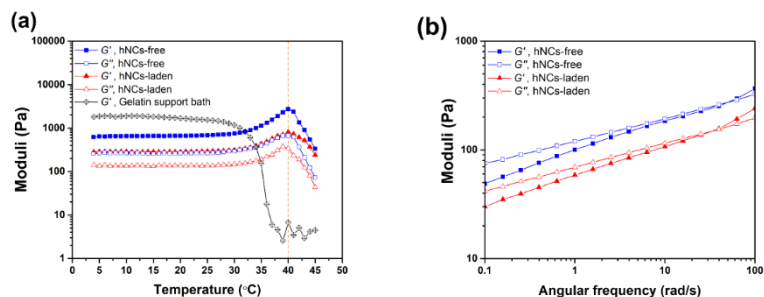 (a)
G′, hNCs-free
G″, hNCs-free
G′, hNCs-laden
G″, hNCs-laden
G′, Gelatin support bath
Moduli (Pa)
100000
10000
1000
100
10
1
0 5 10 15 20 25 30 35 40 45 50
Temperature (°C)
(b)
G′, hNCs-free
G″, hNCs-free
G′, hNCs-laden
G″, hNCs-laden
Moduli (Pa)
1000
100
10
0.1 1 10 100
Angular frequency (rad/s)